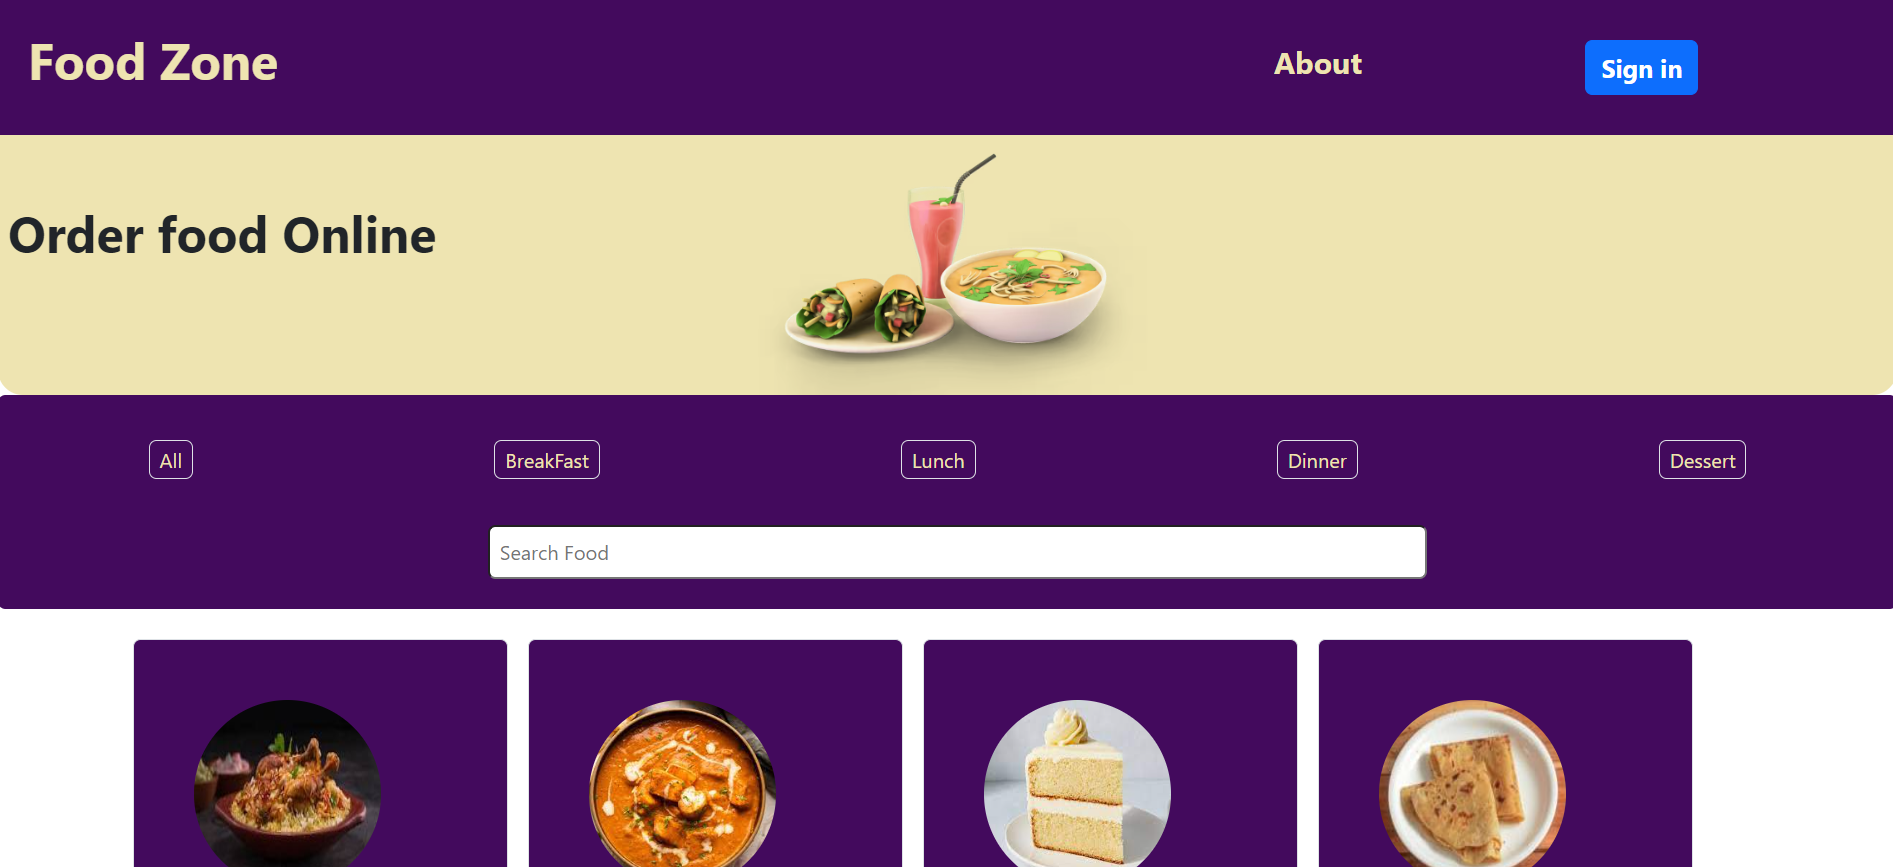 Food Zone
About
Sign in
Order food Online
All
BreakFast
Lunch
Dinner
Dessert
Search Food